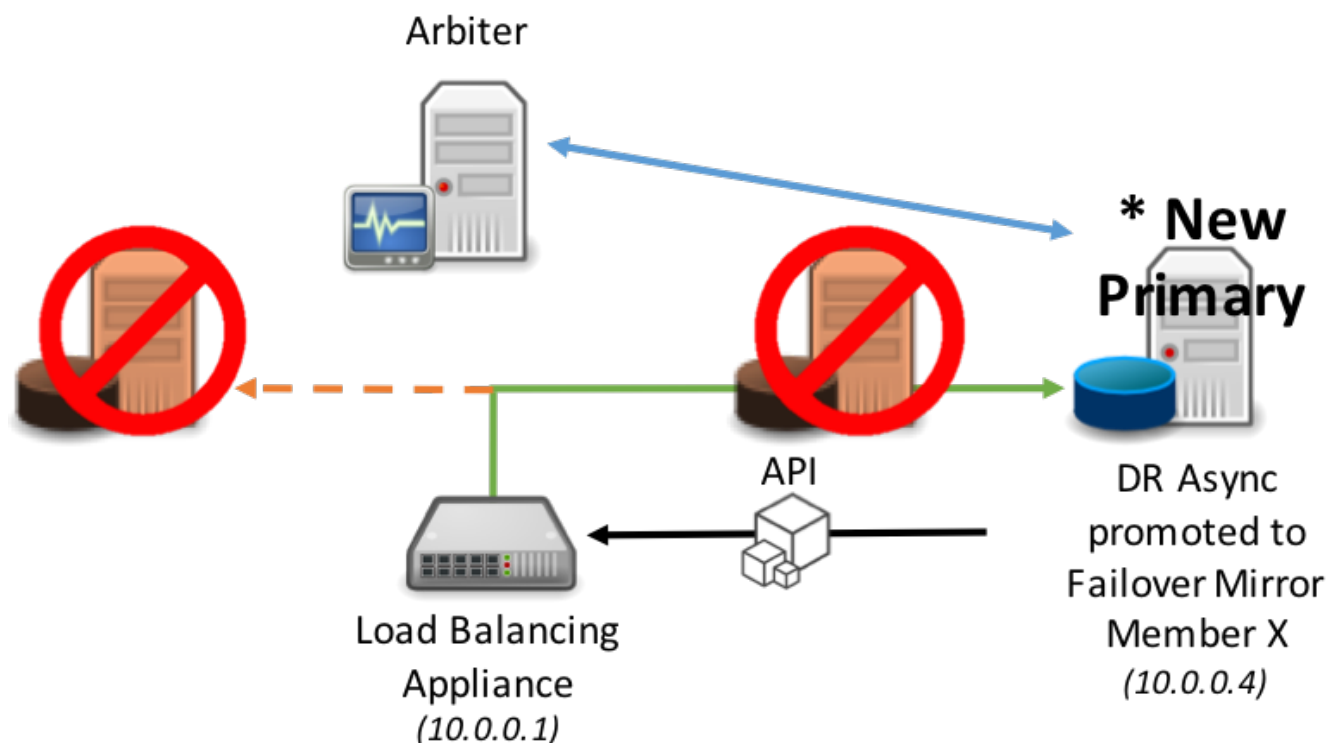 Arbiter
* New
Primary
API
DR Async
promoted to
Failover Mirror
Member X
(10.0.0.4)
Load Balancing
Appliance
(10.0.0.1)